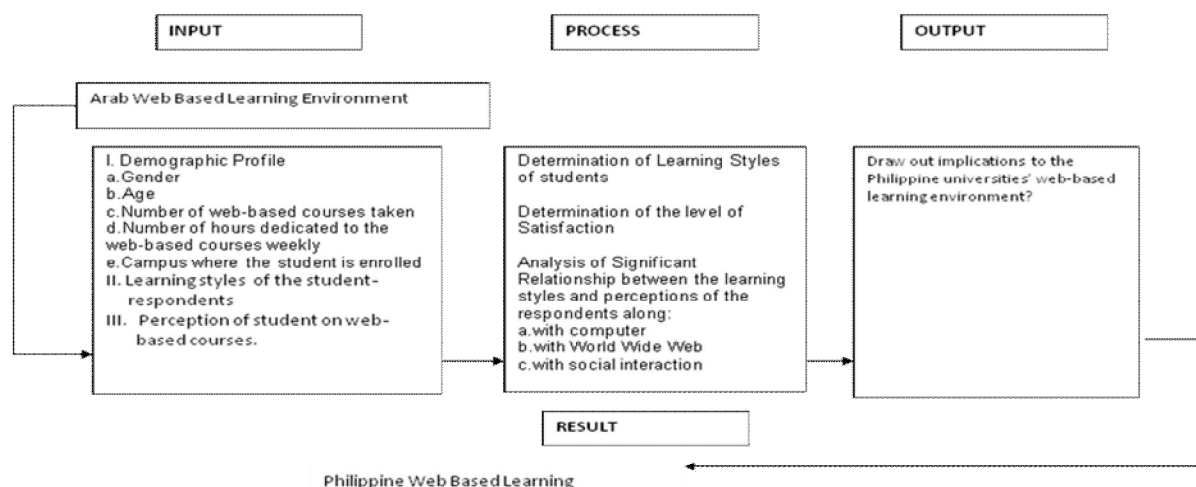 INPUT
PROCESS
OUTPUT
Arab Web Based Learning Environment
I. Demographic Profile
a.Gender
b.Age
c.Number of web-based courses taken
d.Number of hours dedicated to the
web-based courses weekly
e.Campus where the student is enrolled
II. Learning styles of the student-
respondents
III. Perception of student on web-
based courses.
Determination of Learning Styles
of students
Determination of the level of
Satisfaction
Analysis of Significant
Relationship between the learning
styles and perceptions of the
respondents along:
a.with computer
b.with World Wide Web
c.with social interaction
Draw out implications to the
Philippine universities' web-based
learning environment?
RESULT
Philippine Web Based Learning